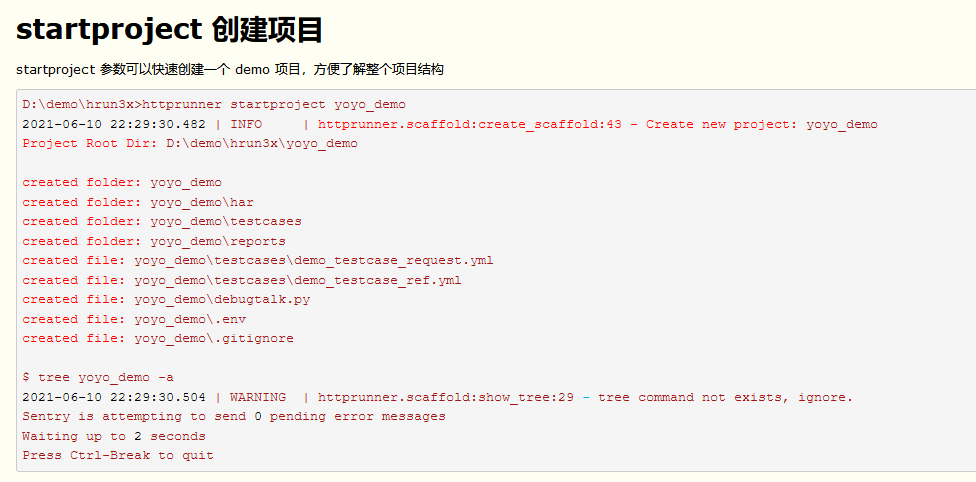 startproject 创建项目
startproject 参数可以快速创建一个 demo 项目，方便了解整个项目结构
D:\demo\hrun3x>httprunner startproject yoyo_demo
2021-06-10 22:29:30.482 | INFO     | httprunner.scaffold:create_scaffold:43 - Create new project: yoyo_demo
Project Root Dir: D:\demo\hrun3x\yoyo_demo

created folder: yoyo_demo
created folder: yoyo_demo\har
created folder: yoyo_demo\testcases
created folder: yoyo_demo\reports
created file: yoyo_demo\testcases\demo_testcase_request.yml
created file: yoyo_demo\testcases\demo_testcase_ref.yml
created file: yoyo_demo\debugtalk.py
created file: yoyo_demo\.env
created file: yoyo_demo\.gitignore

$ tree yoyo_demo -a
2021-06-10 22:29:30.504 | WARNING  | httprunner.scaffold:show_tree:29 - tree command not exists, ignore.
Sentry is attempting to send 0 pending error messages
Waiting up to 2 seconds
Press Ctrl-Break to quit